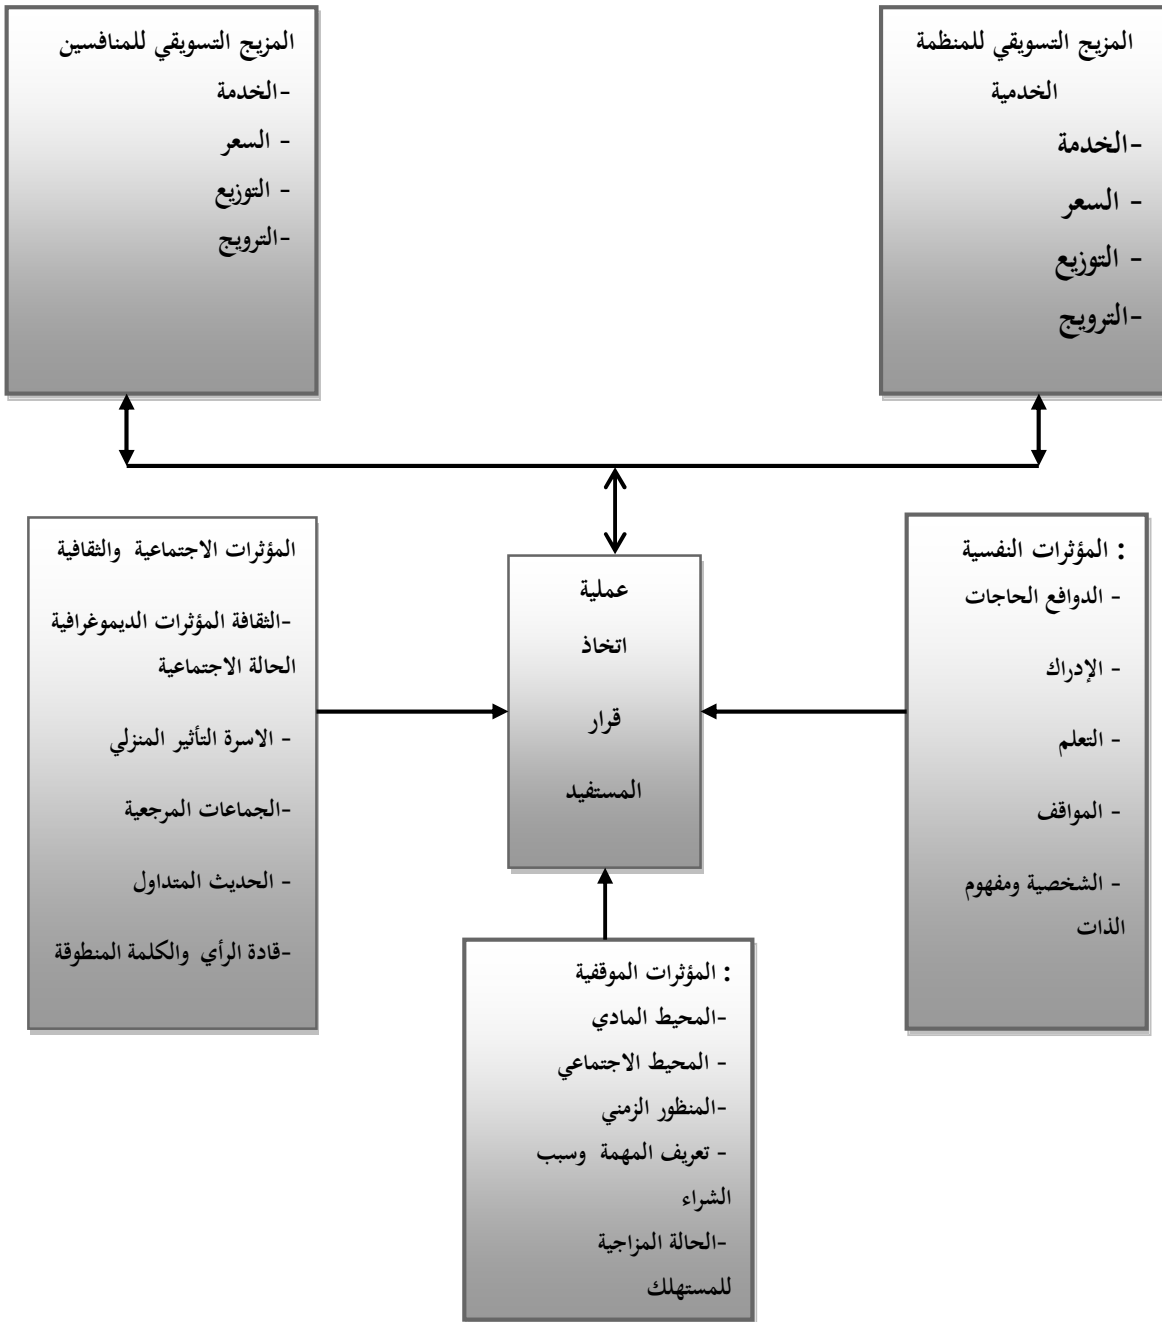 المزيج التسويقي للمنظمة
الخدمية
-الخدمة
- السعر
- التوزيع
-الترويج
المزيج التسويقي للمنافسين
-الخدمة
- السعر
- التوزيع
-الترويج
: المؤثرات النفسية
- الدوافع الحاجات
- الإدراك
- التعلم
- المواقف
- الشخصية ومفهوم
الذات
عملية
اتخاذ
قرار
المستفيد
المؤثرات الاجتماعية والثقافية
-الثقافة المؤثرات الديموغرافية
الحالة الاجتماعية
- الاسرة التأثير المنزلي
-الجماعات المرجعية
- الحديث المتداول
-قادة الرأي والكلمة المنطوقة
: المؤثرات الموقفية
-المحيط المادي
- المحيط الاجتماعي
-المنظور الزمني
- تعريف المهمة وسبب
الشراء
-الحالة المزاجية
للمستهلك